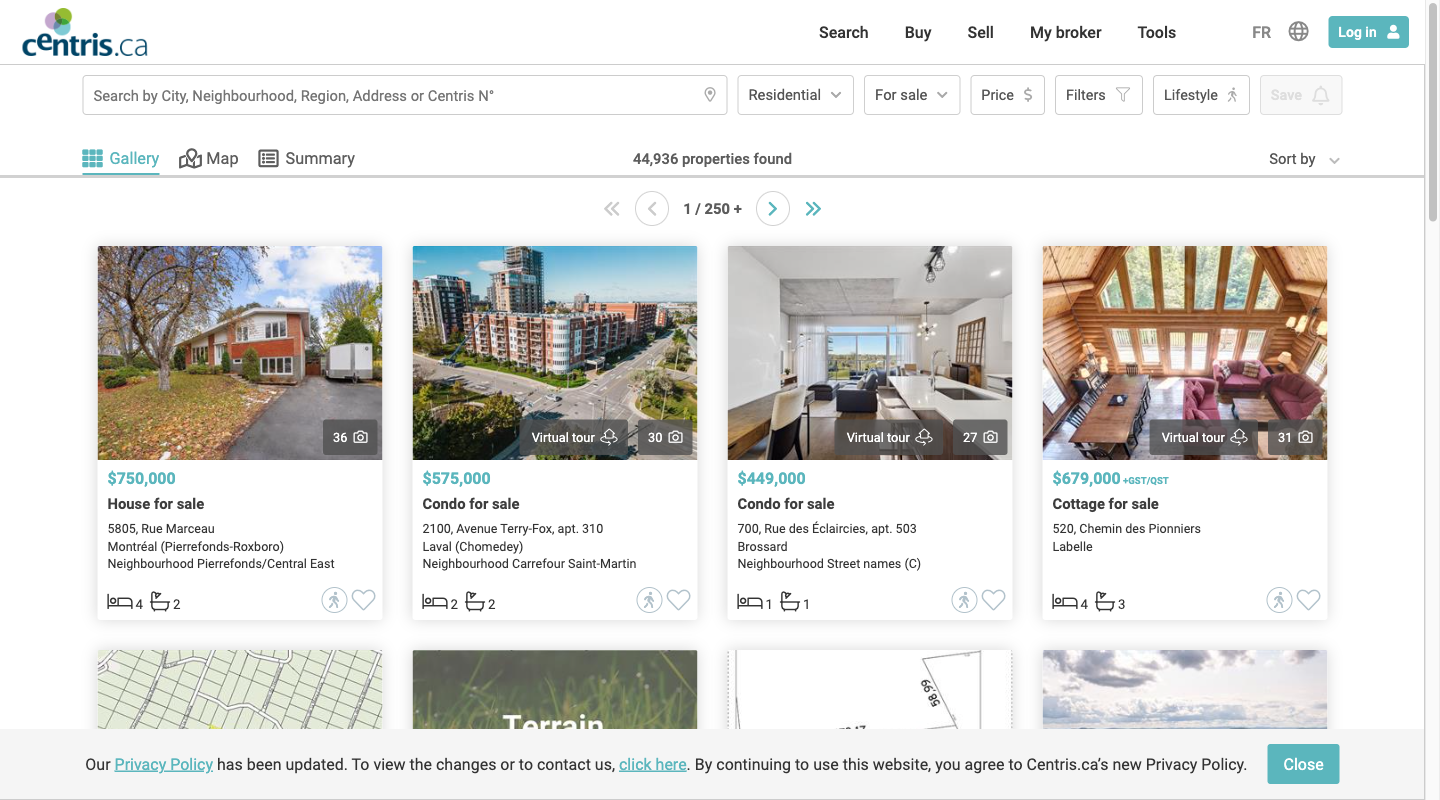 centris.ca
Search Buy Sell My broker Tools FR Log in
Search by City, Neighbourhood, Region, Address or Centris N° Residential For sale Price $ Filters Lifestyle Save
Gallery Map Summary 44,936 properties found Sort by
1 / 250 +
36
Virtual tour 30
Virtual tour 27
Virtual tour 31
$750,000
House for sale
5805, Rue Marceau
Montréal (Pierrefonds-Roxboro)
Neighbourhood Pierrefonds/Central East
4 2
$575,000
Condo for sale
2100, Avenue Terry-Fox, apt. 310
Laval (Chomedey)
Neighbourhood Carrefour Saint-Martin
2 2
$449,000
Condo for sale
700, Rue des Éclaircies, apt. 503
Brossard
Neighbourhood Street names (C)
1 1
$679,000 +GST/QST
Cottage for sale
520, Chemin des Pionniers
Labelle
4 3
Terrain
58.99
Our Privacy Policy has been updated. To view the changes or to contact us, click here. By continuing to use this website, you agree to Centris.ca’s new Privacy Policy. Close